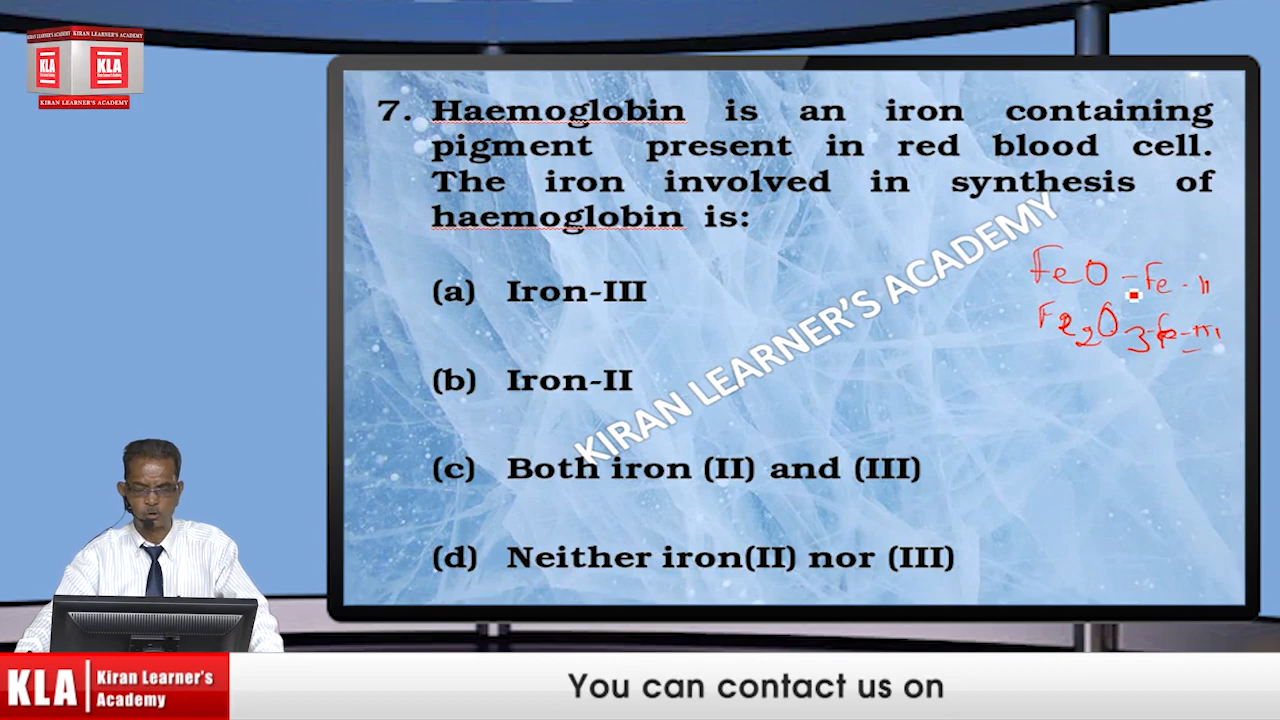 KIRAN LEARNER'S ACADEMY KIRAN LEARNER'S ACADEMY
KLA KLA
KIRAN LEARNER'S ACADEMY
7. Haemoglobin is an iron containing
pigment present in red blood cell.
The iron involved in synthesis of
haemoglobin is:
FeO - Fe - II
Fe2O3 - Fe - III
(a) Iron-III
(b) Iron-II
(c) Both iron (II) and (III)
(d) Neither iron(II) nor (III)
KIRAN LEARNER'S ACADEMY
KLA Kiran Learner's
Academy
You can contact us on